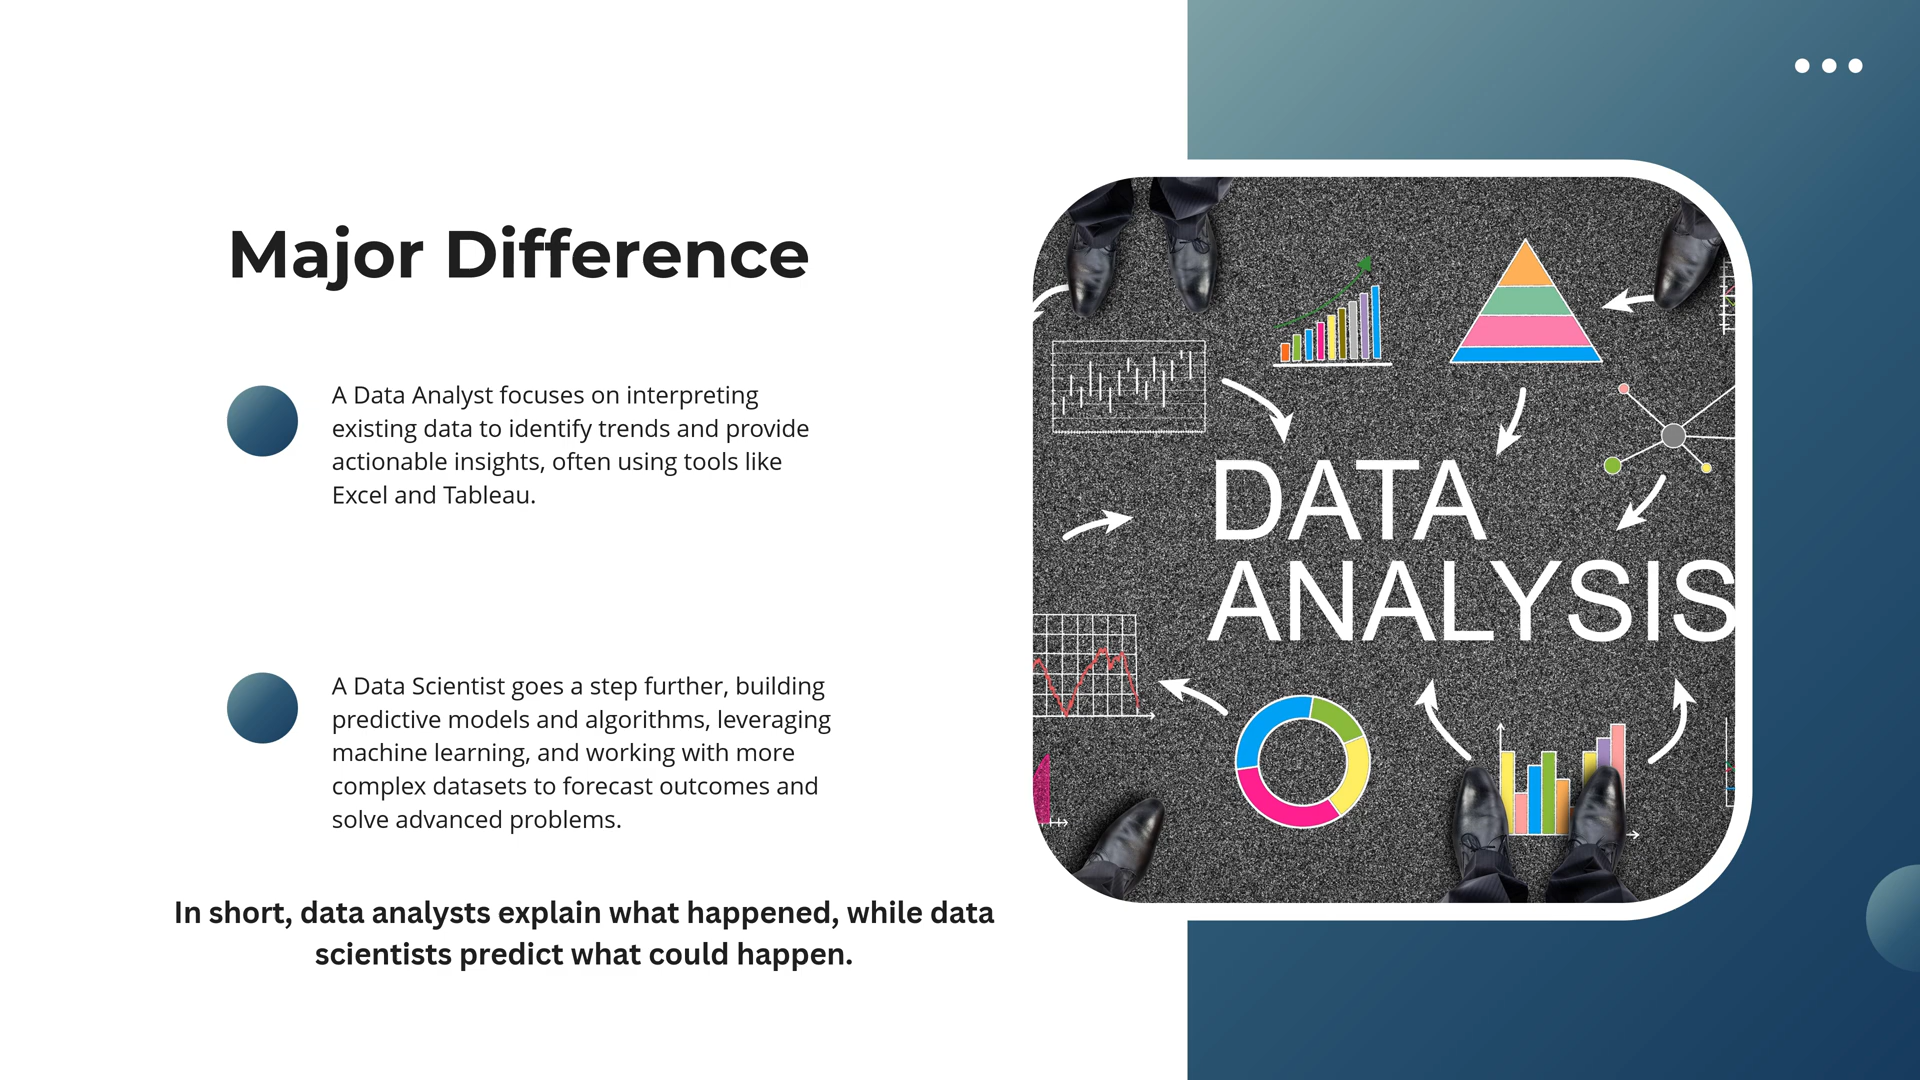 Major Difference
A Data Analyst focuses on interpreting
existing data to identify trends and provide
actionable insights, often using tools like
Excel and Tableau.
A Data Scientist goes a step further, building
predictive models and algorithms, leveraging
machine learning, and working with more
complex datasets to forecast outcomes and
solve advanced problems.
In short, data analysts explain what happened, while data
scientists predict what could happen.
DATA
ANALYSIS